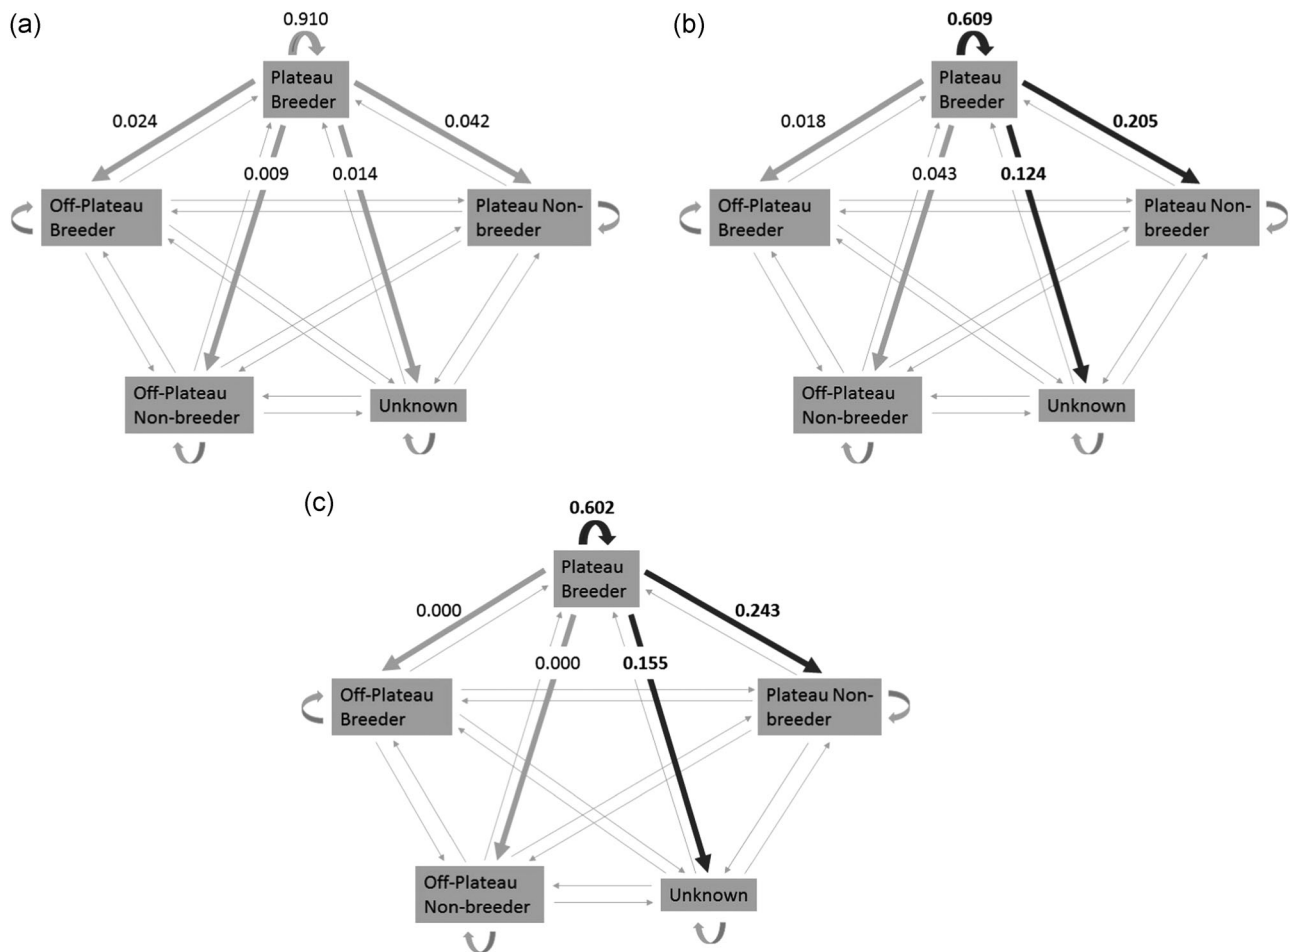 (a)
0.910
Plateau
Breeder
0.024
0.042
0.009
0.014
Off-Plateau
Breeder
Plateau Non-
breeder
Off-Plateau
Non-breeder
Unknown
(b)
0.609
Plateau
Breeder
0.018
0.205
0.043
0.124
Off-Plateau
Breeder
Plateau Non-
breeder
Off-Plateau
Non-breeder
Unknown
(c)
0.602
Plateau
Breeder
0.000
0.243
0.000
0.155
Off-Plateau
Breeder
Plateau Non-
breeder
Off-Plateau
Non-breeder
Unknown